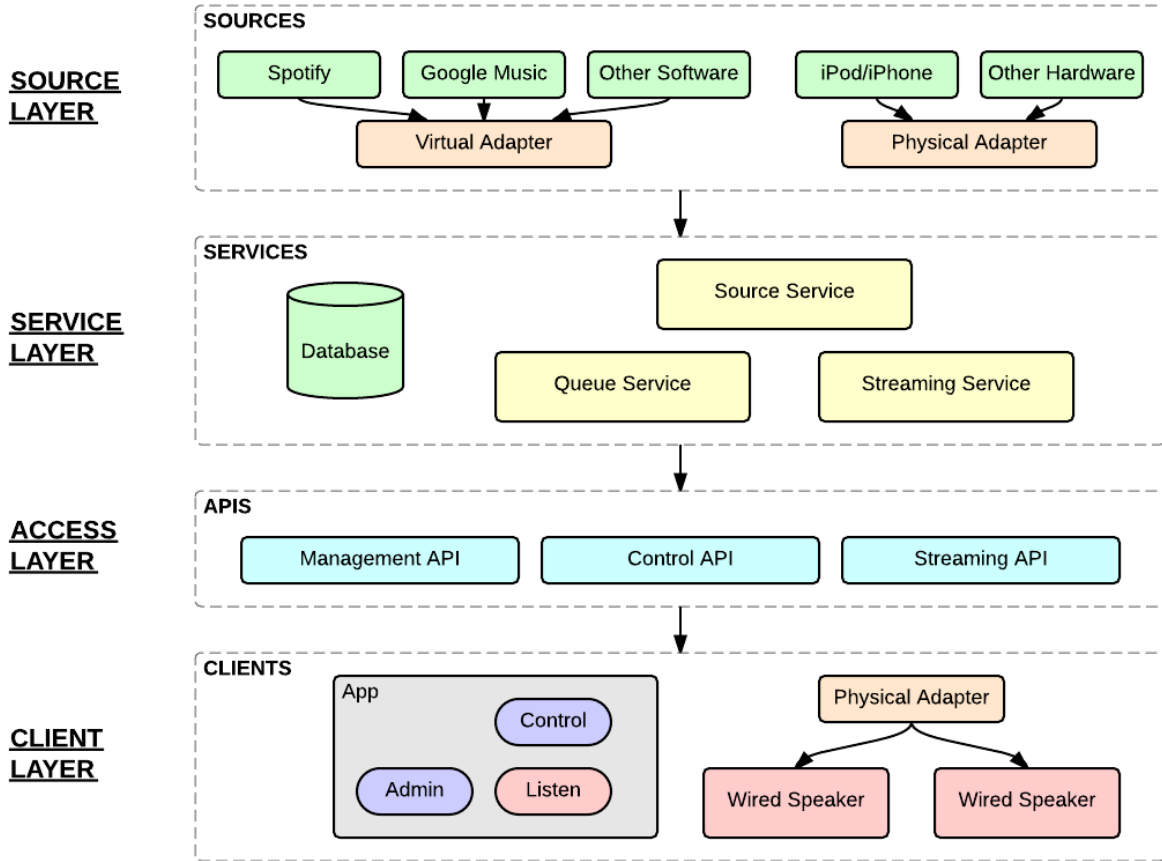 SOURCES
SOURCE
LAYER
Spotify
Google Music
Other Software
iPod/iPhone
Other Hardware
Virtual Adapter
Physical Adapter
SERVICES
SERVICE
LAYER
Source Service
Database
Queue Service
Streaming Service
APIS
ACCESS
LAYER
Management API
Control API
Streaming API
CLIENTS
CLIENT
LAYER
App
Control
Admin
Listen
Physical Adapter
Wired Speaker
Wired Speaker